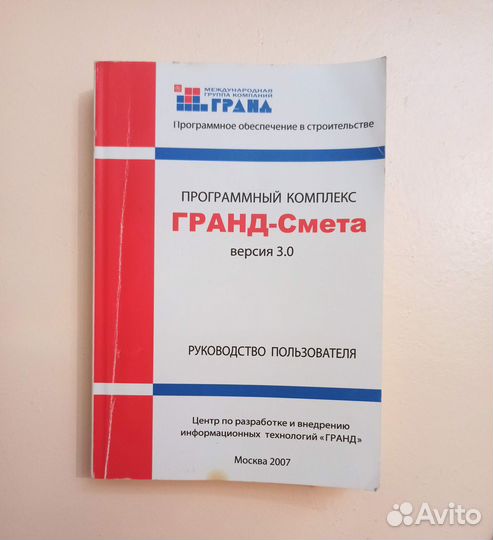 МЕЖДУНАРОДНАЯ
ГРУППА КОМПАНИЙ
ГРАНД
Программное обеспечение в строительстве
ПРОГРАММНЫЙ КОМПЛЕКС
ГРАНД-Смета
версия 3.0
РУКОВОДСТВО ПОЛЬЗОВАТЕЛЯ
Центр по разработке и внедрению
информационных технологий «ГРАНД»
Москва 2007
Avito